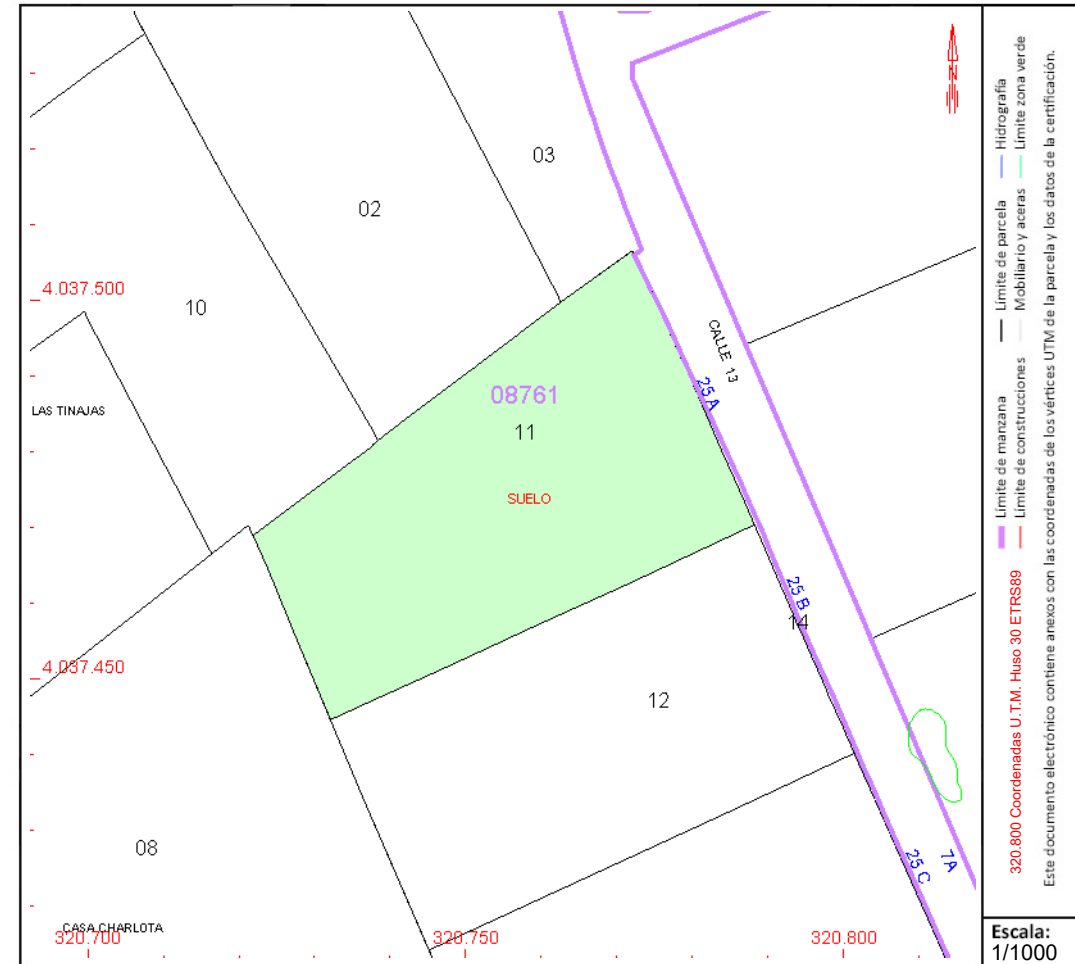 03
02
4.037.500
10
CALLE 13
08761
25 A
LAS TINAJAS
11
SUELO
25 B
14
4.037.450
12
08
25 C
7A
CASA CHARLOTA
320.700
320.750
320.800
N
320.800 Coordenadas U.T.M. Huso 30 ETRS89
Límite de manzana
Límite de parcela
Hidrografía
Límite de construcciones
Mobiliario y aceras
Límite zona verde
Este documento electrónico contiene anexos con las coordenadas de los vértices UTM de la parcela y los datos de la certificación.
Escala:
1/1000